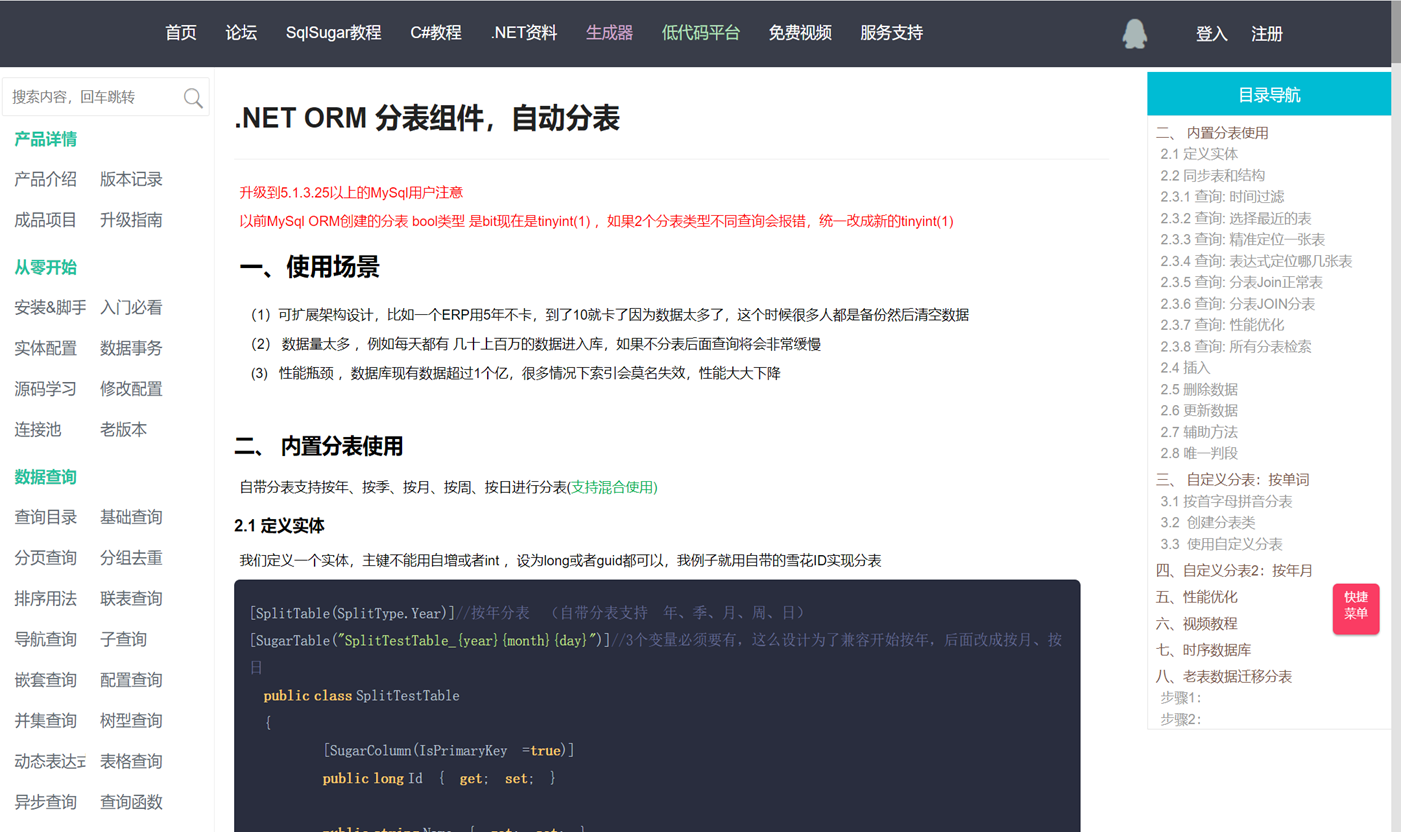 首页 论坛 SqlSugar教程 C#教程 .NET资料 生成器 低代码平台 免费视频 服务支持 登入 注册
搜索内容，回车跳转
产品详情
产品介绍 版本记录
成品项目 升级指南
从零开始
安装&脚手 入门必看
实体配置 数据事务
源码学习 修改配置
连接池 老版本
数据查询
查询目录 基础查询
分页查询 分组去重
排序用法 联表查询
导航查询 子查询
嵌套查询 配置查询
并集查询 树型查询
动态表达 表格查询
异步查询 查询函数
.NET ORM 分表组件，自动分表
升级到5.1.3.25以上的MySql用户注意
以前MySql ORM创建的分表 bool类型 是bit现在是tinyint(1) ，如果2个分表类型不同查询会报错，统一改成新的tinyint(1)
一、使用场景
（1）可扩展架构设计，比如一个ERP用5年不卡，到了10就卡了因为数据太多了，这个时候很多人都是备份然后清空数据
（2） 数据量太多 ，例如每天都有 几十上百万的数据进入库，如果不分表后面查询将会非常缓慢
(3) 性能瓶颈 ，数据库现有数据超过1个亿，很多情况下索引会莫名失效，性能大大下降
二、 内置分表使用
自带分表支持按年、按季、按月、按周、按日进行分表(支持混合使用)
2.1 定义实体
我们定义一个实体，主键不能用自增或者int ，设为long或者guid都可以，我例子就用自带的雪花ID实现分表
[SplitTable(SplitType.Year)]//按年分表 （自带分表支持 年、季、月、周、日）
[SugarTable("SplitTestTable_{year}{month}{day}")]//3个变量必须要有，这么设计为了兼容开始按年，后面改成按月、按
日
public class SplitTestTable
{
[SugarColumn(IsPrimaryKey =true)]
public long Id { get; set; }
public string Name { get; set; }
目录导航
二、 内置分表使用
2.1 定义实体
2.2 同步表和结构
2.3.1 查询: 时间过滤
2.3.2 查询: 选择最近的表
2.3.3 查询: 精准定位一张表
2.3.4 查询: 表达式定位哪几张表
2.3.5 查询: 分表Join正常表
2.3.6 查询: 分表JOIN分表
2.3.7 查询: 性能优化
2.3.8 查询: 所有分表检索
2.4 插入
2.5 删除数据
2.6 更新数据
2.7 辅助方法
2.8 唯一判段
三、 自定义分表：按单词
3.1 按首字母拼音分表
3.2 创建分表类
3.3 使用自定义分表
四、自定义分表2：按年月
五、性能优化
六、视频教程
七、时序数据库
八、老表数据迁移分表
步骤1：
步骤2：
快捷
菜单